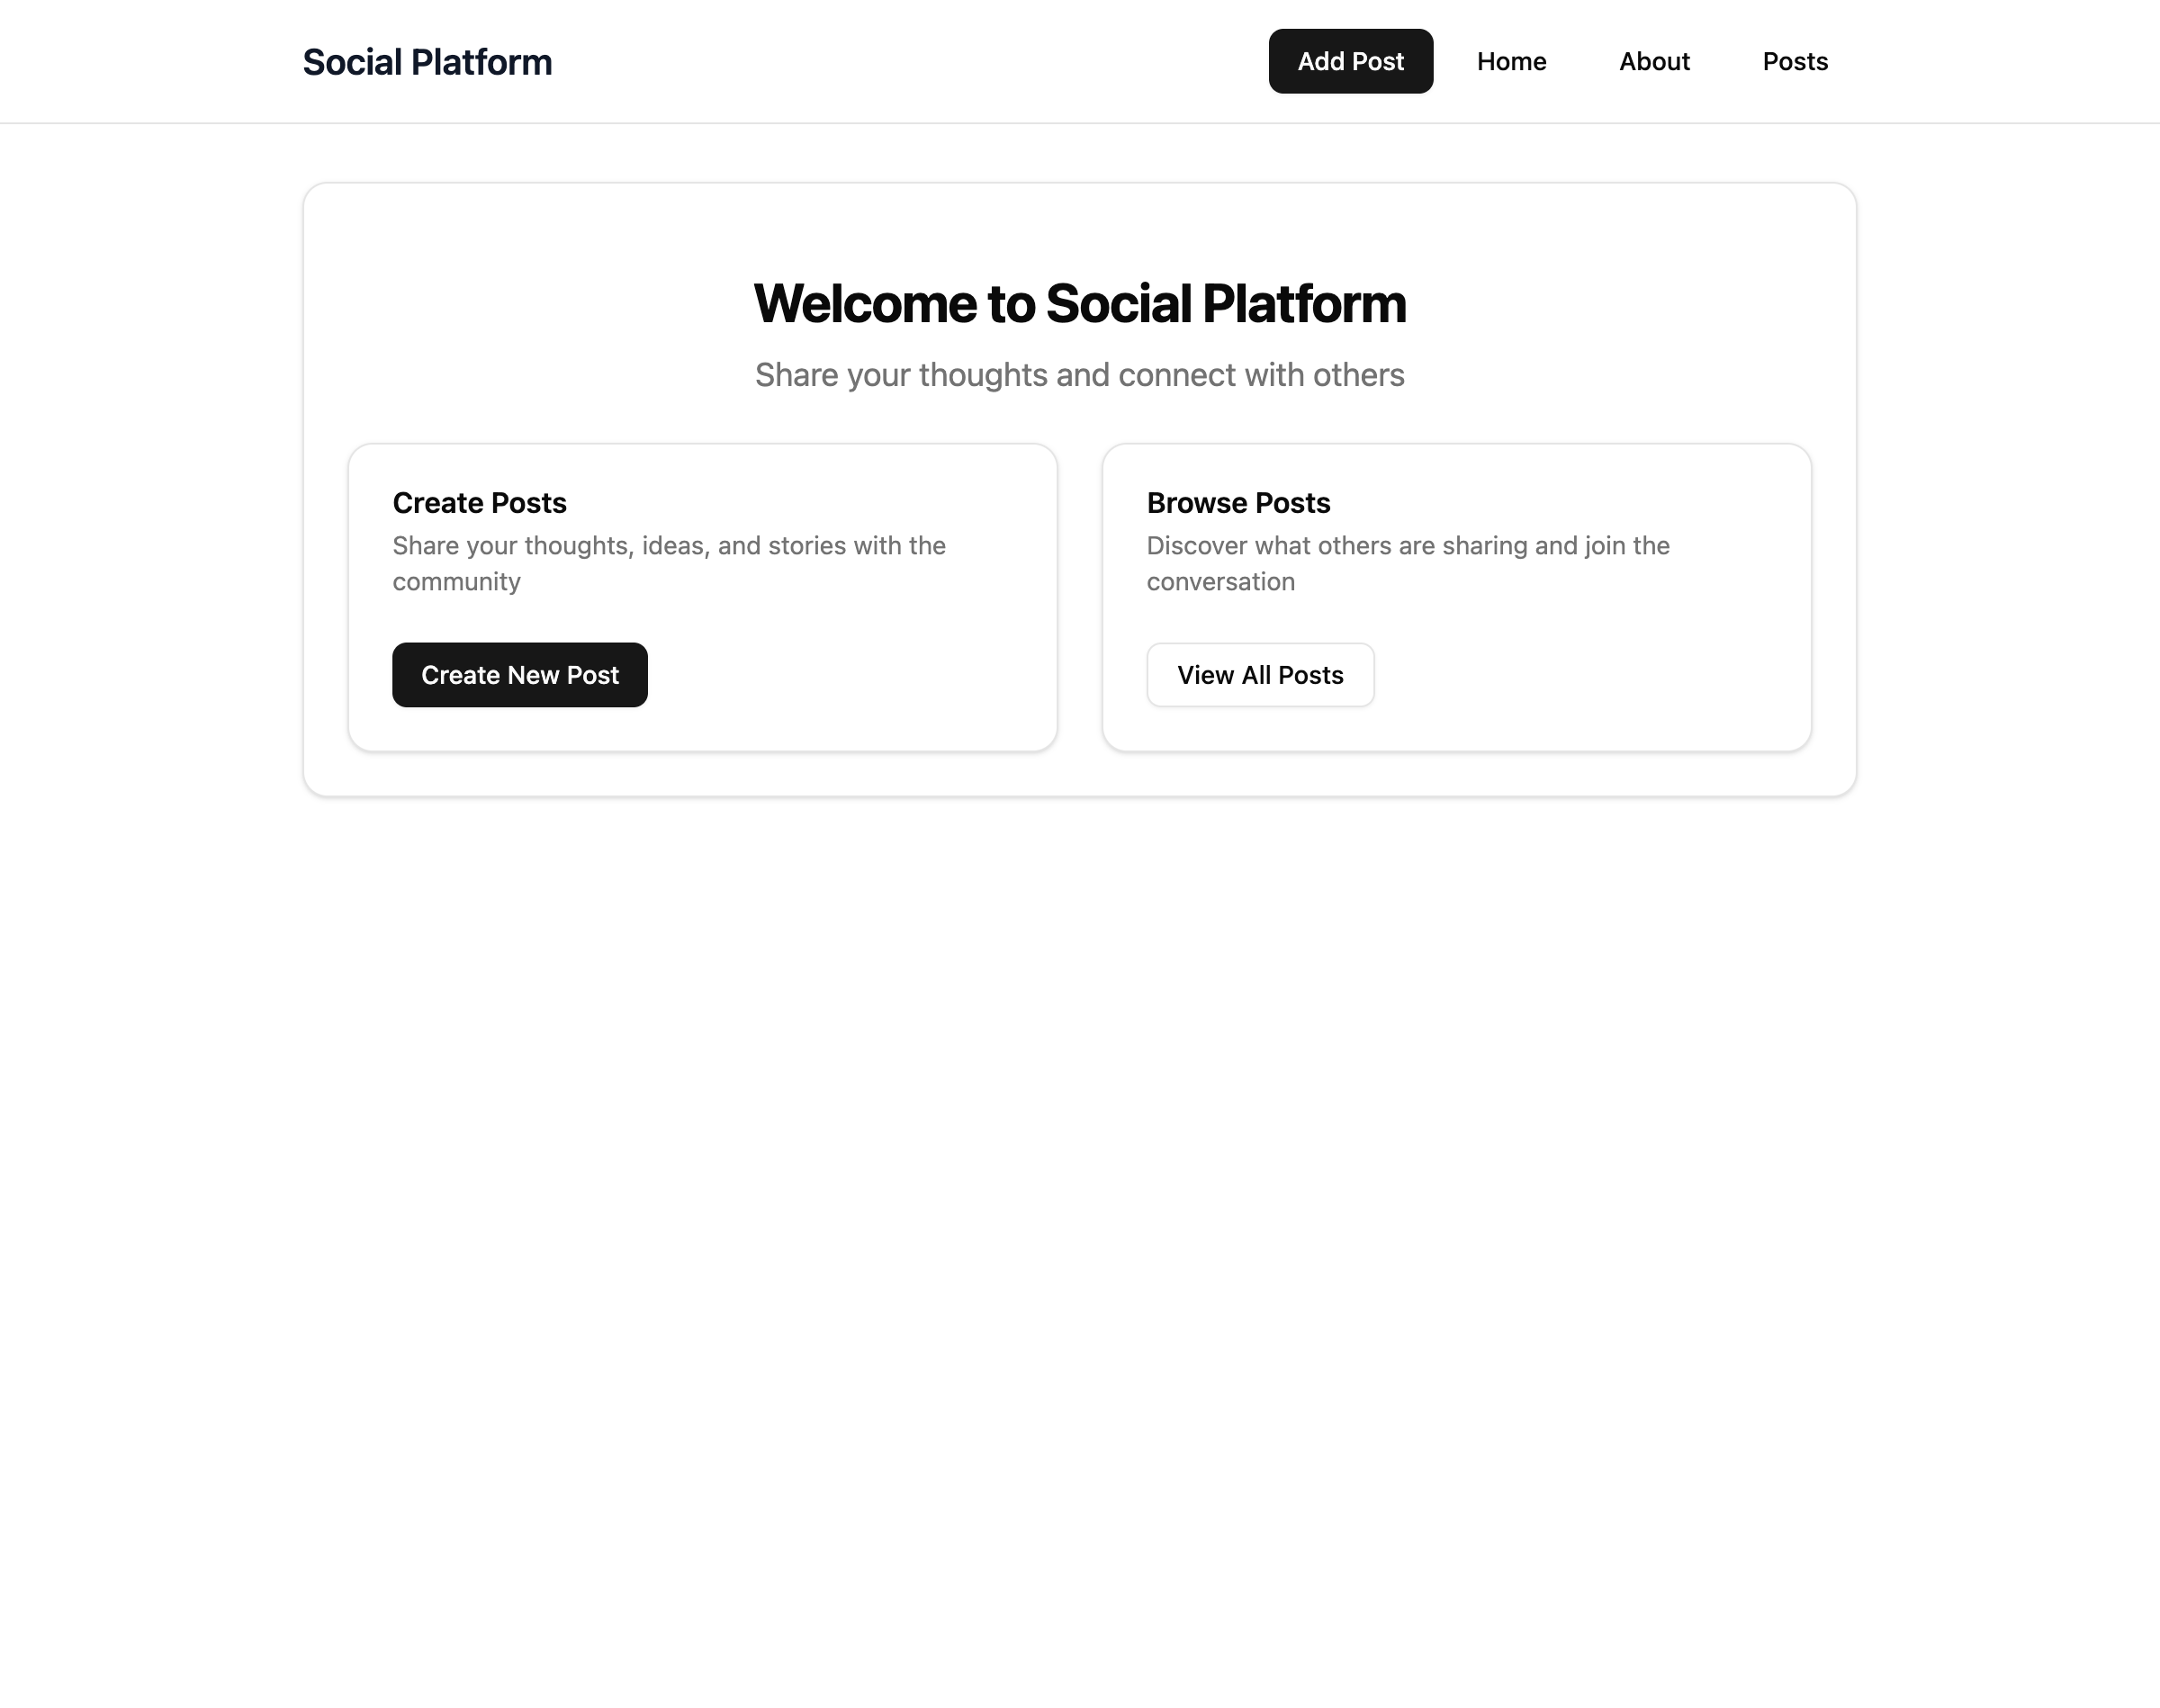 Social Platform
Add Post
Home
About
Posts
Welcome to Social Platform
Share your thoughts and connect with others
Create Posts
Share your thoughts, ideas, and stories with the
community
Create New Post
Browse Posts
Discover what others are sharing and join the
conversation
View All Posts